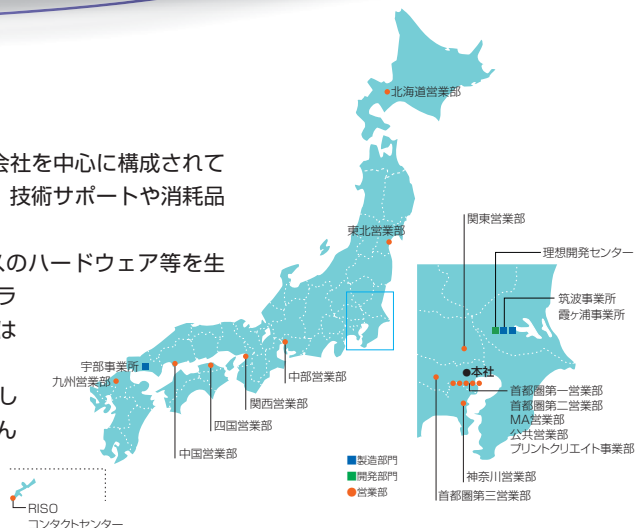 会社を中心に構成されて
技術サポートや消耗品
スのハードウェア等を生
ラ
は
し
ん
北海道営業部
東北営業部
宇部事業所
九州営業部
中部営業部
関西営業部
四国営業部
中国営業部
RISO
コンタクトセンター
関東営業部
理想開発センター
筑波事業所
霞ヶ浦事業所
本社
首都圏第一営業部
首都圏第二営業部
MA営業部
公共営業部
プリントクリエイト事業部
神奈川営業部
首都圏第三営業部
製造部門
開発部門
営業部